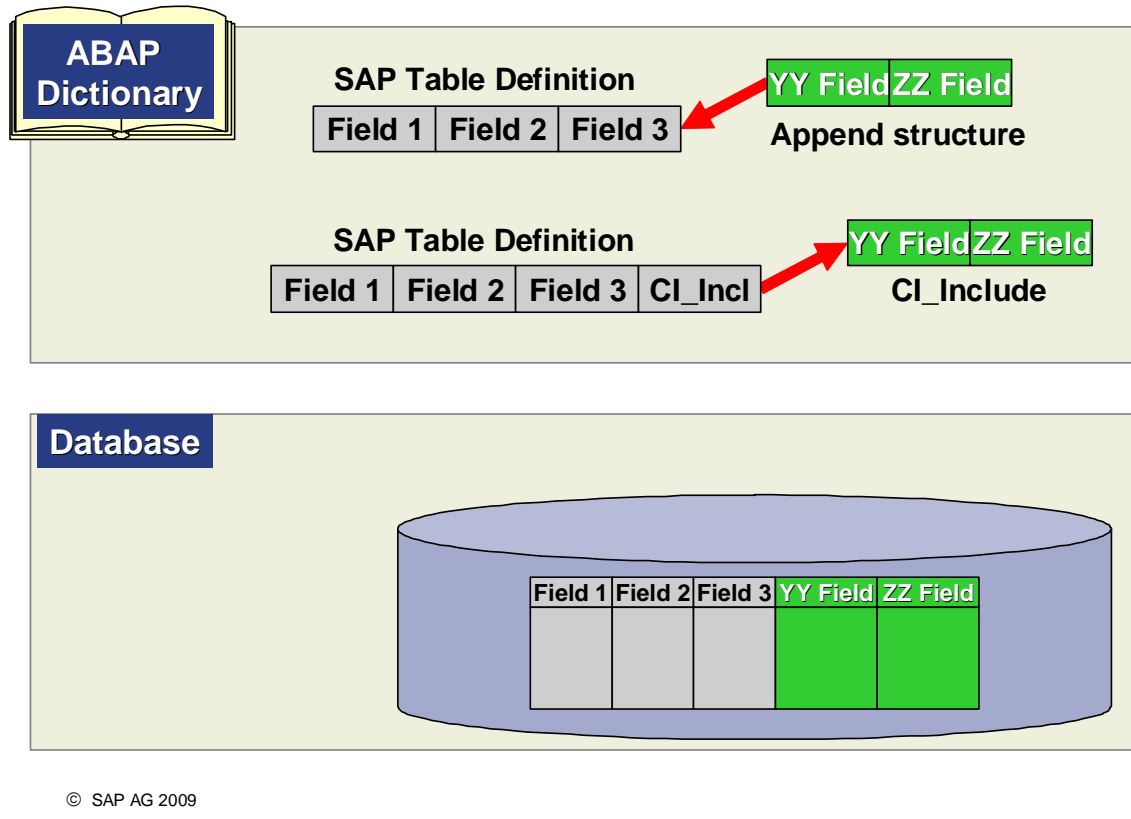 ABAP
Dictionary
SAP Table Definition
YY Field ZZ Field
Field 1 Field 2 Field 3
Append structure
SAP Table Definition
YY Field ZZ Field
Field 1 Field 2 Field 3 CI_Incl
CI_Include
Database
Field 1 Field 2 Field 3 YY Field ZZ Field
© SAP AG 2009